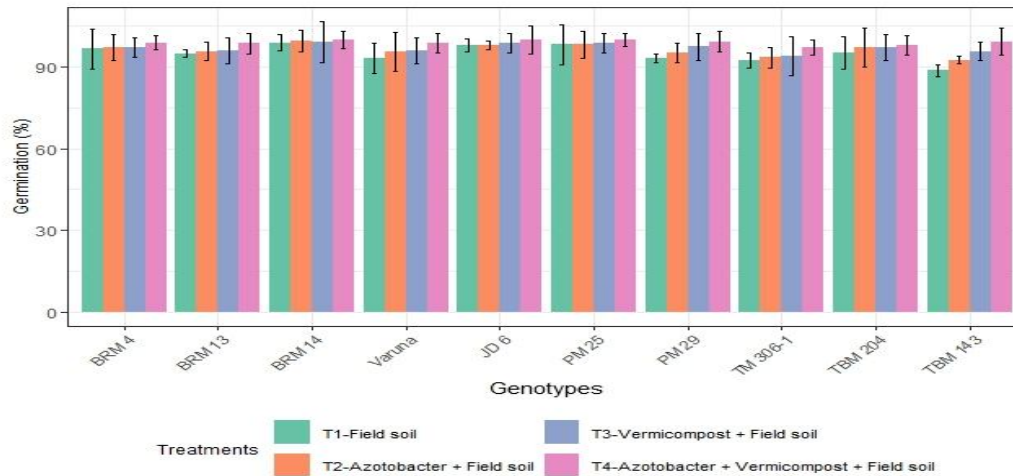 Germination (%)
90
60
30
0
BRM 4
BRM 13
BRM 14
Varuna
JD 6
PM 25
PM 29
TM 306-1
TBM 204
TBM 143
Genotypes
Treatments
T1-Field soil
T2-Azotobacter + Field soil
T3-Vermicompost + Field soil
T4-Azotobacter + Vermicompost + Field soil